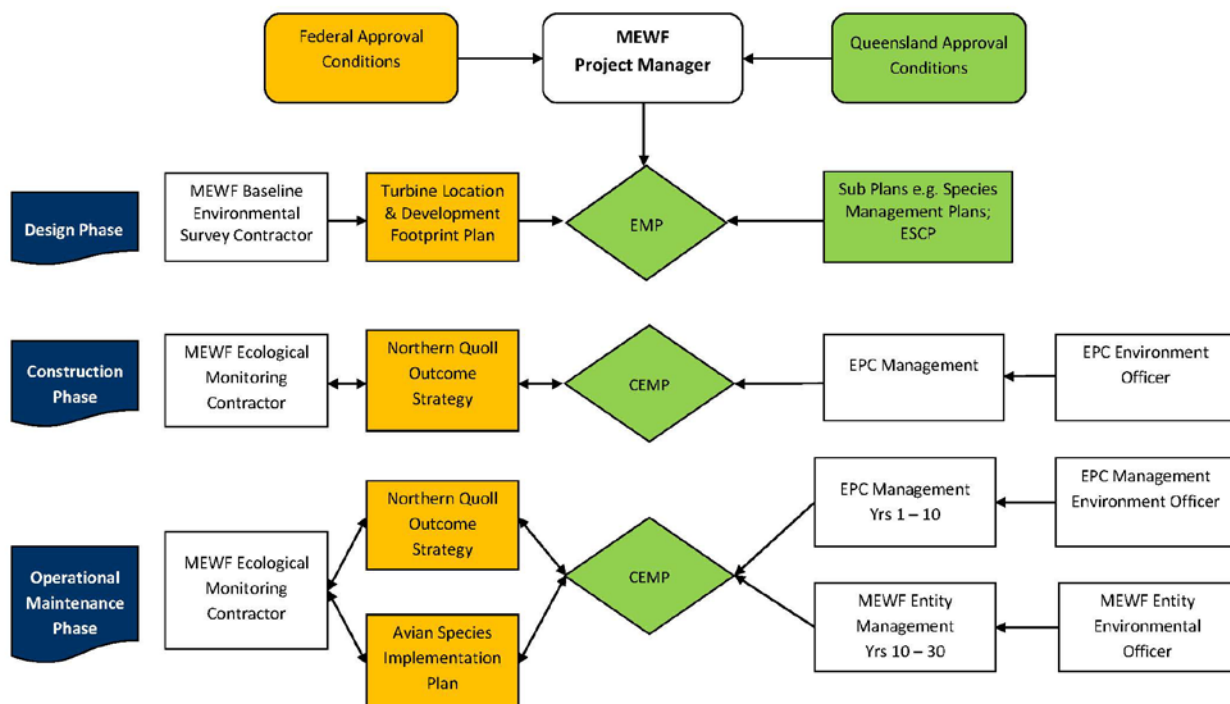 Federal Approval
Conditions
MEWF
Project Manager
Queensland Approval
Conditions
Design Phase
MEWF Baseline
Environmental
Survey Contractor
Turbine Location
& Development
Footprint Plan
EMP
Sub Plans e.g. Species
Management Plans;
ESCP
Construction
Phase
MEWF Ecological
Monitoring
Contractor
Northern Quoll
Outcome
Strategy
CEMP
EPC Management
EPC Environment
Officer
Operational
Maintenance
Phase
MEWF Ecological
Monitoring
Contractor
Northern Quoll
Outcome
Strategy
Avian Species
Implementation
Plan
CEMP
EPC Management
Yrs 1 – 10
EPC Management
Environment Officer
MEWF Entity
Management
Yrs 10 – 30
MEWF Entity
Environmental
Officer